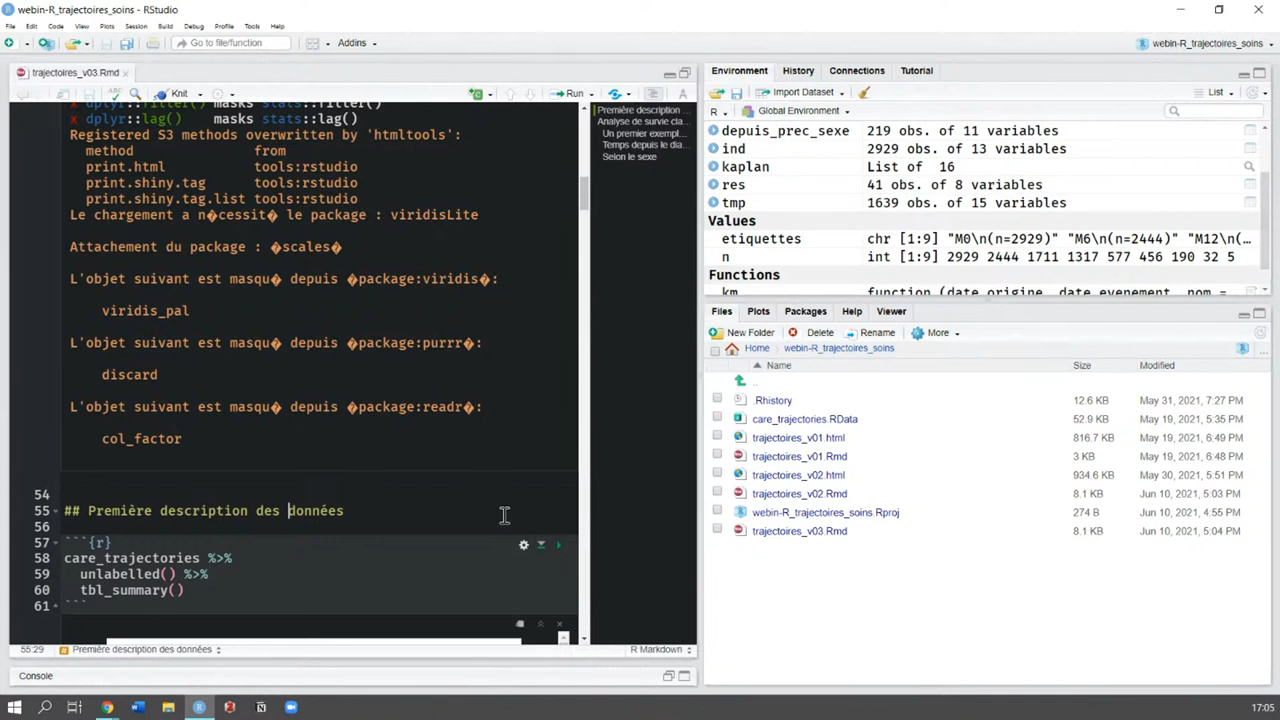 webin-R_trajectoires_soins - RStudio
File Edit Code View Plots Session Build Debug Profile Tools Help
Go to file/function Addins webin-R_trajectoires_soins
trajectoires_v03.Rmd
Knit Run
x dplyr::filter() masks stats::filter()
x dplyr::lag() masks stats::lag()
Registered S3 methods overwritten by 'htmltools':
method from
print.html tools:rstudio
print.shiny.tag tools:rstudio
print.shiny.tag.list tools:rstudio
Le chargement a n�cessit� le package : viridisLite
Attachement du package : �scales�
L'objet suivant est masqu� depuis �package:viridis�:
viridis_pal
L'objet suivant est masqu� depuis �package:purrr�:
discard
L'objet suivant est masqu� depuis �package:readr�:
col_factor
54
55 ## Première description des données
56
57 ```{r}
58 care_trajectories %>%
59 unlabelled() %>%
60 tbl_summary()
61 ```
55:29 Première description des données R Markdown
Console
Première description ...
Analyse de survie cla...
Un premier exempl...
Temps depuis le dia...
Selon le sexe
Environment History Connections Tutorial
Import Dataset List
R Global Environment
depuis_prec_sexe 219 obs. of 11 variables
ind 2929 obs. of 13 variables
kaplan List of 16
res 41 obs. of 8 variables
tmp 1639 obs. of 15 variables
Values
etiquettes chr [1:9] "M0\n(n=2929)" "M6\n(n=2444)" "M12\n(…
n int [1:9] 2929 2444 1711 1317 577 456 190 32 5
Functions
km function (date_origine, date_evenement, nom =
Files Plots Packages Help Viewer
New Folder Delete Rename More
Home webin-R_trajectoires_soins ...
Name Size Modified
..
.Rhistory 12.6 KB May 31, 2021, 7:27 PM
care_trajectories.RData 52.9 KB May 19, 2021, 5:35 PM
trajectoires_v01.html 816.7 KB May 19, 2021, 6:49 PM
trajectoires_v01.Rmd 3 KB May 19, 2021, 6:48 PM
trajectoires_v02.html 934.6 KB May 30, 2021, 5:51 PM
trajectoires_v02.Rmd 8.1 KB Jun 10, 2021, 5:03 PM
webin-R_trajectoires_soins.Rproj 274 B Jun 10, 2021, 4:55 PM
trajectoires_v03.Rmd 8.1 KB Jun 10, 2021, 5:04 PM
17:05